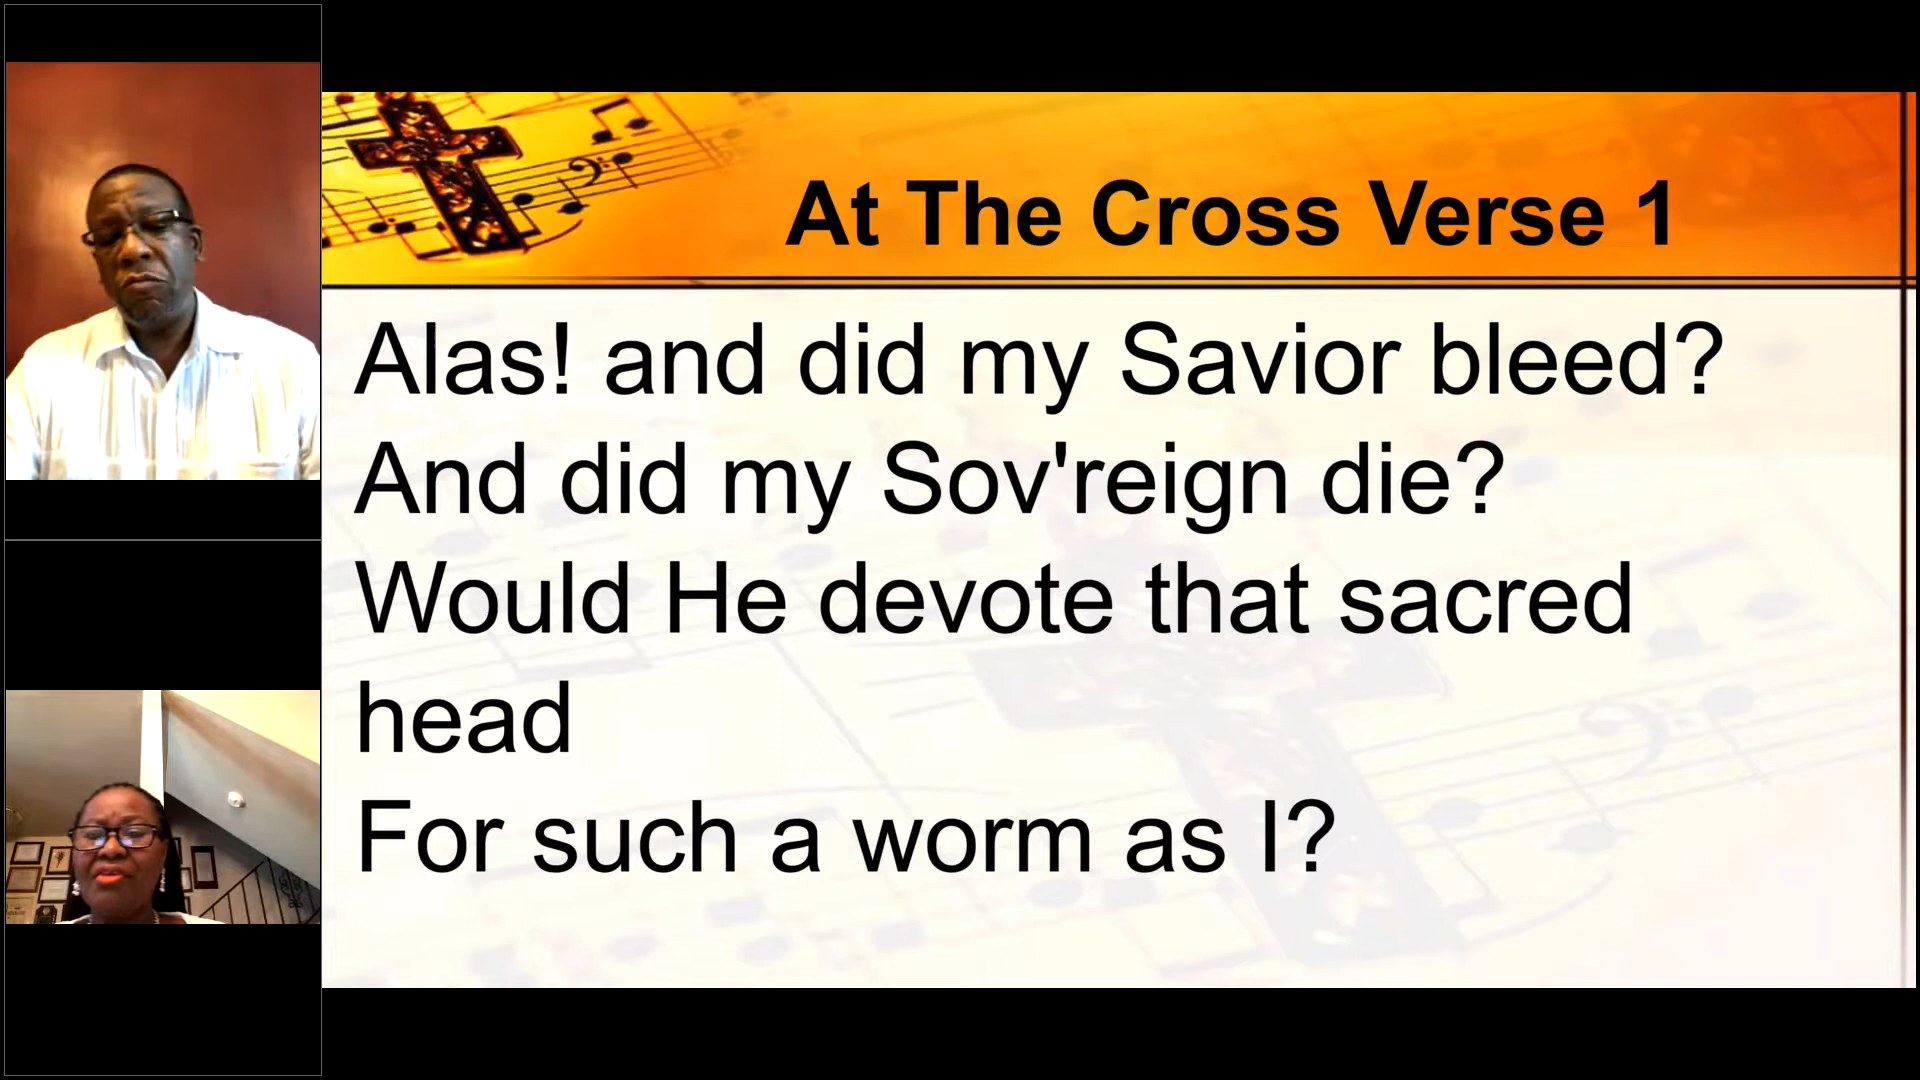 At The Cross Verse 1
Alas! and did my Savior bleed?
And did my Sov'reign die?
Would He devote that sacred
head
For such a worm as I?